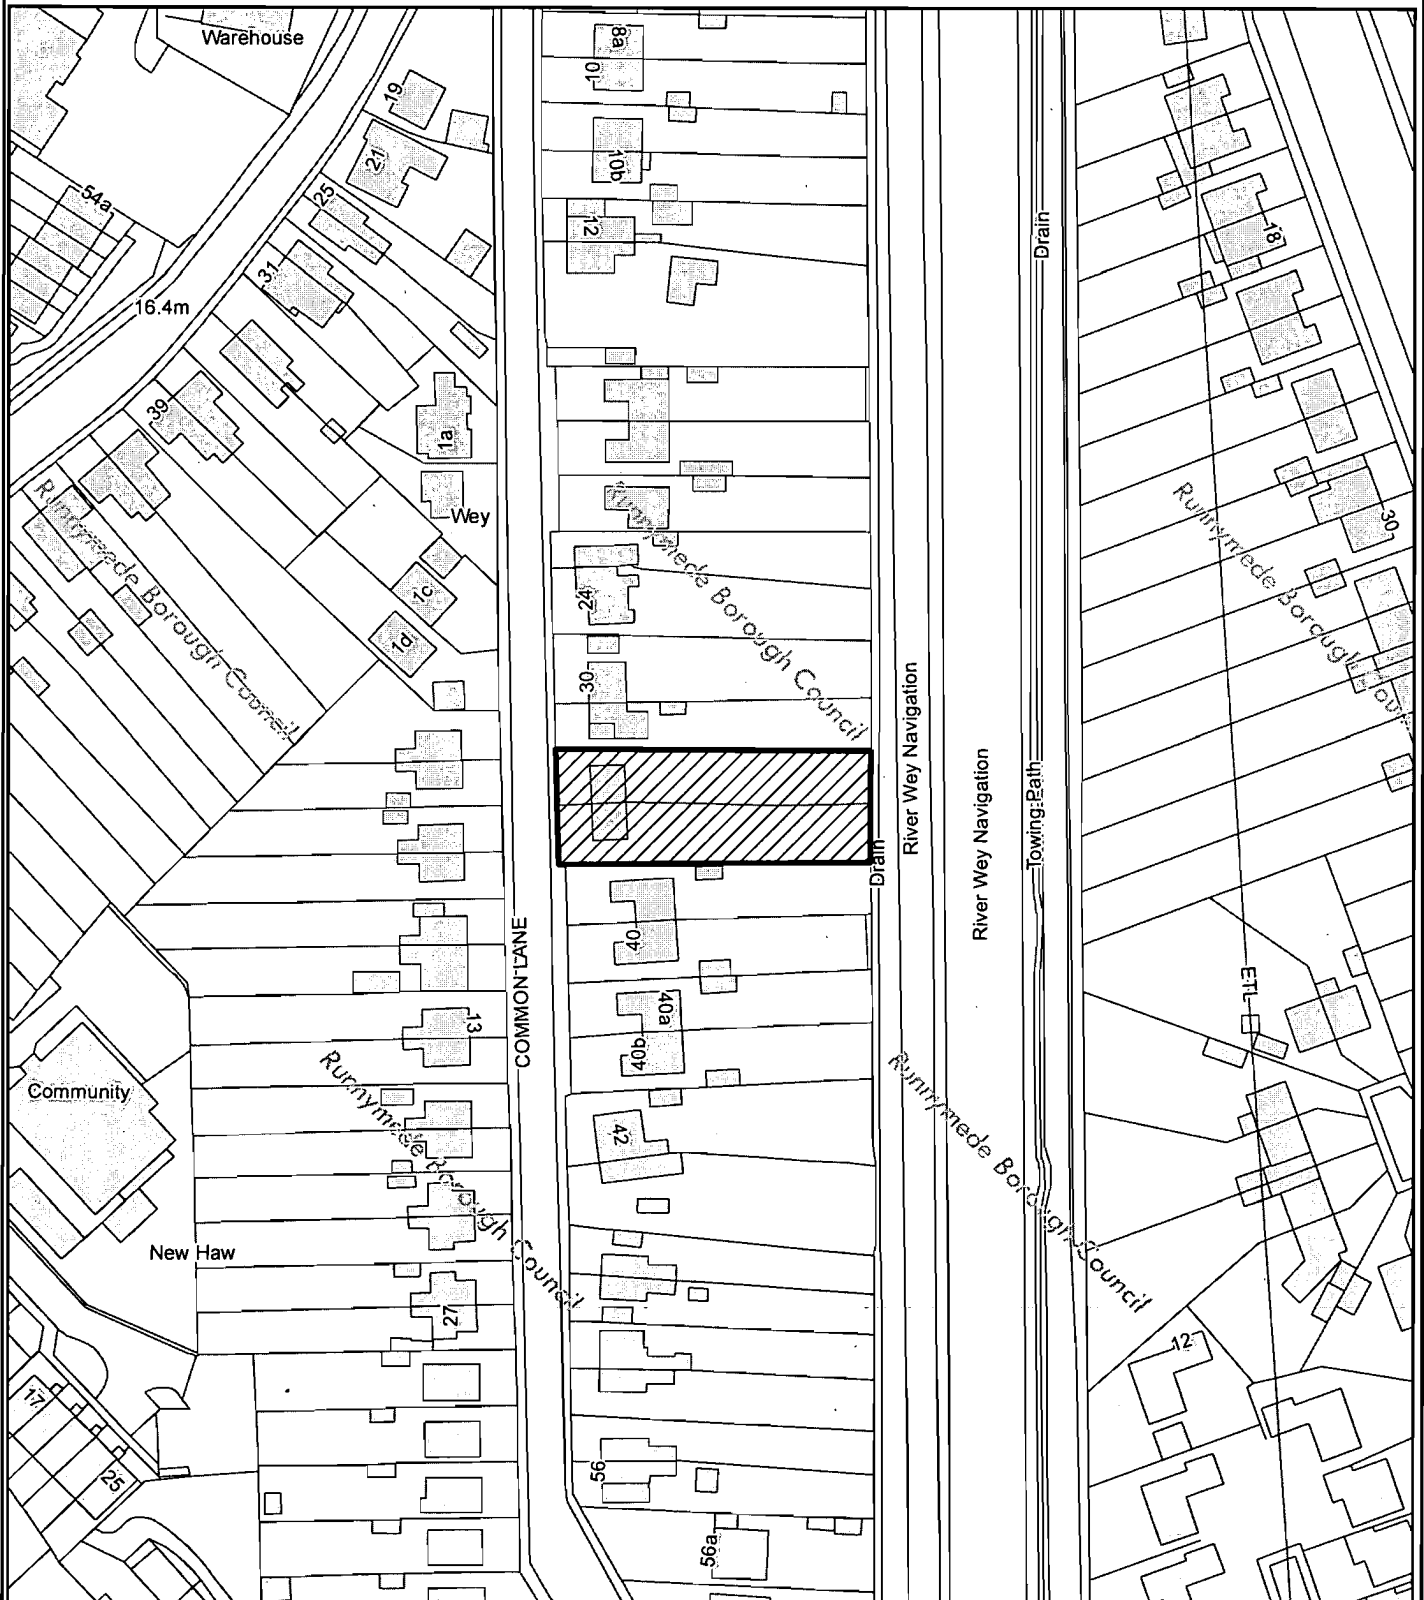 Warehouse
8a
10
19
21
10b
54a
25
12
Drain
18
31
16.4m
39
1a
Wey
30
Runnymede Borough Council
Runnymede Borough Council
Runnymede Borough Coun
1c
24
1d
30
River Wey Navigation
River Wey Navigation
Towing Path
Drain
40
COMMON LANE
ETL
13
40a
40b
Community
Runnymede Borough Council
Runnymede Borough Council
42
New Haw
27
12
17
25
56
56a